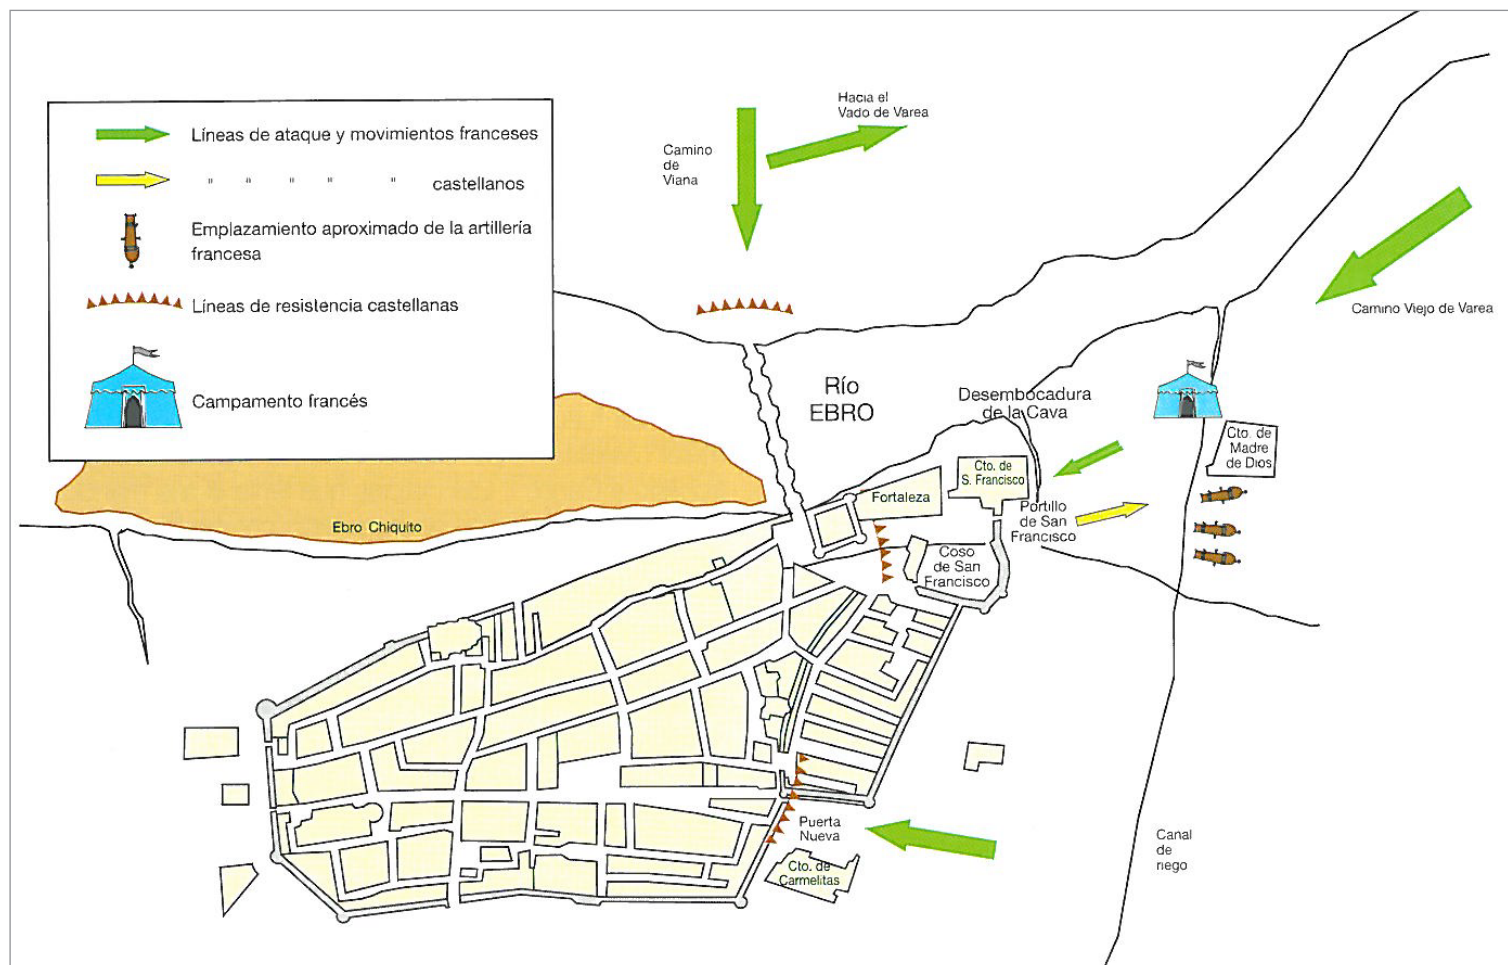 Líneas de ataque y movimientos franceses
" " " " " castellanos
Emplazamiento aproximado de la artillería
francesa
Líneas de resistencia castellanas
Campamento francés
Hacia el
Vado de Varea
Camino
de
Viana
Camino Viejo de Varea
Río
EBRO
Desembocadura
de la Cava
Cto. de
Madre
de Dios
Cto. de
S. Francisco
Fortaleza
Portillo
de San
Francisco
Ebro Chiquito
Coso
de San
Francisco
Puerta
Nueva
Cto. de
Carmelitas
Canal
de
riego